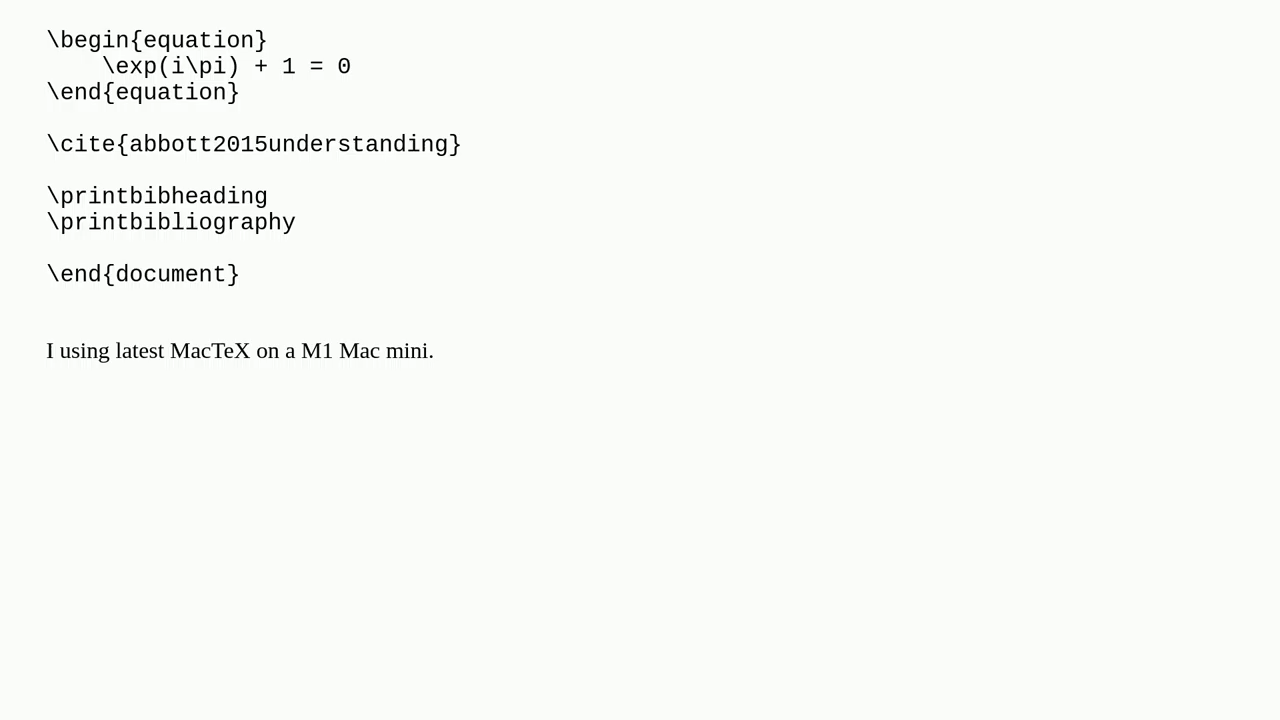 \begin{equation}
    \exp(i\pi) + 1 = 0
\end{equation}
\cite{abbott2015understanding}
\printbibheading
\printbibliography
\end{document}
I using latest MacTeX on a M1 Mac mini.